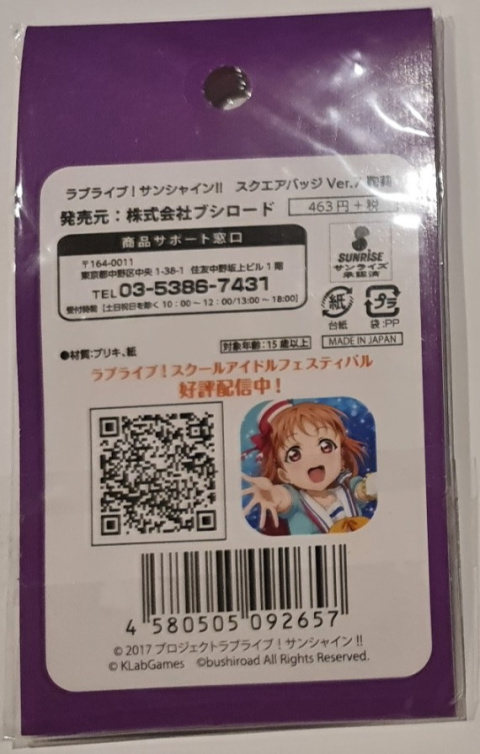 ラブライブ！サンシャイン!! スクエアバッジ Ver.7
発売元：株式会社ブシロード
463円＋税
商品サポート窓口
〒164-0011
東京都中野区中央 1-38-1 住友中野坂上ビル 1 階
TEL 03-5386-7431
受付時間【土日祝日を動く 10：00 ～ 12：00/13:00 ～ 18:00】
SUNRISE
サンライズ
承認済
紙
台紙
プラ
袋:PP
MADE IN JAPAN
●材質:ブリキ、紙
対象年齢：15 歳以上
ラブライブ！スクールアイドルフェスティバル
好評配信中！
4 580505 092657
© 2017 プロジェクトラブライブ！サンシャイン!!
© KLabGames ©bushiroad All Rights Reserved.